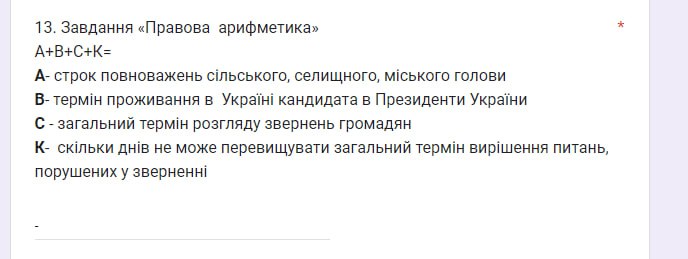 13. Завдання «Правова арифметика» *
А+В+С+К=
А- строк повноважень сільського, селищного, міського голови
В- термін проживання в Україні кандидата в Президенти України
С - загальний термін розгляду звернень громадян
К- скільки днів не може перевищувати загальний термін вирішення питань,
порушених у зверненні
-